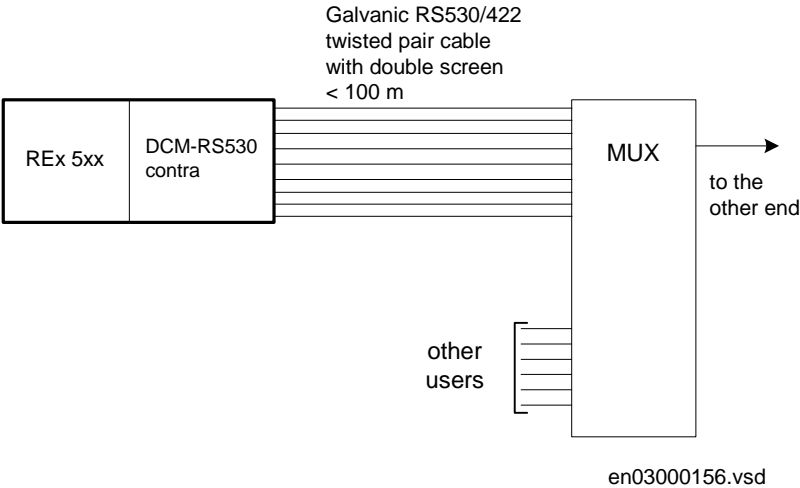 Galvanic RS530/422
twisted pair cable
with double screen
< 100 m
REx 5xx
DCM-RS530
contra
MUX
to the
other end
other
users
en03000156.vsd